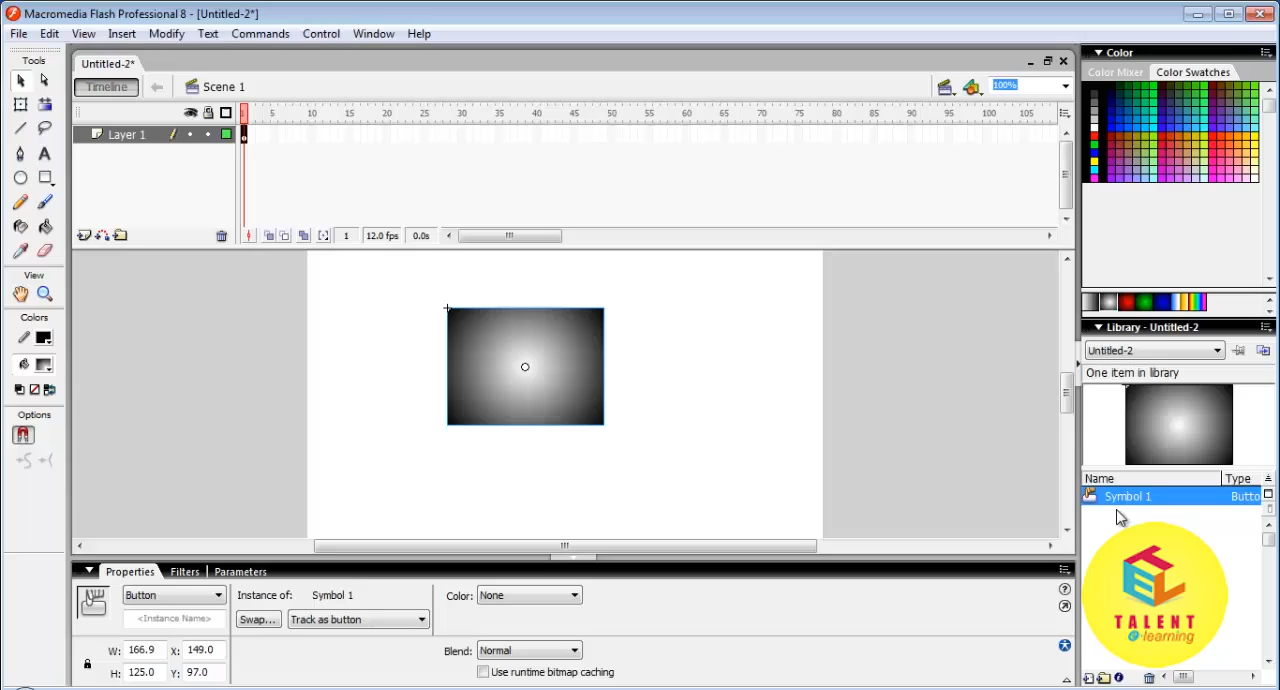 Macromedia Flash Professional 8 - [Untitled-2*]
File Edit View Insert Modify Text Commands Control Window Help
Tools
Untitled-2*
Timeline
Scene 1
100%
5 10 15 20 25 30 35 40 45 50 55 60 65 70 75 80 85 90 95 100 105
Layer 1
1 12.0 fps 0.0s
View
Colors
Options
Color
Color Mixer Color Swatches
Library - Untitled-2
Untitled-2
One item in library
Name Type
Symbol 1 Butto
TALENT
e-learning
Properties Filters Parameters
Button Instance of: Symbol 1 Color: None
<Instance Name> Swap... Track as button
W: 166.9 X: 149.0 Blend: Normal
H: 125.0 Y: 97.0 Use runtime bitmap caching